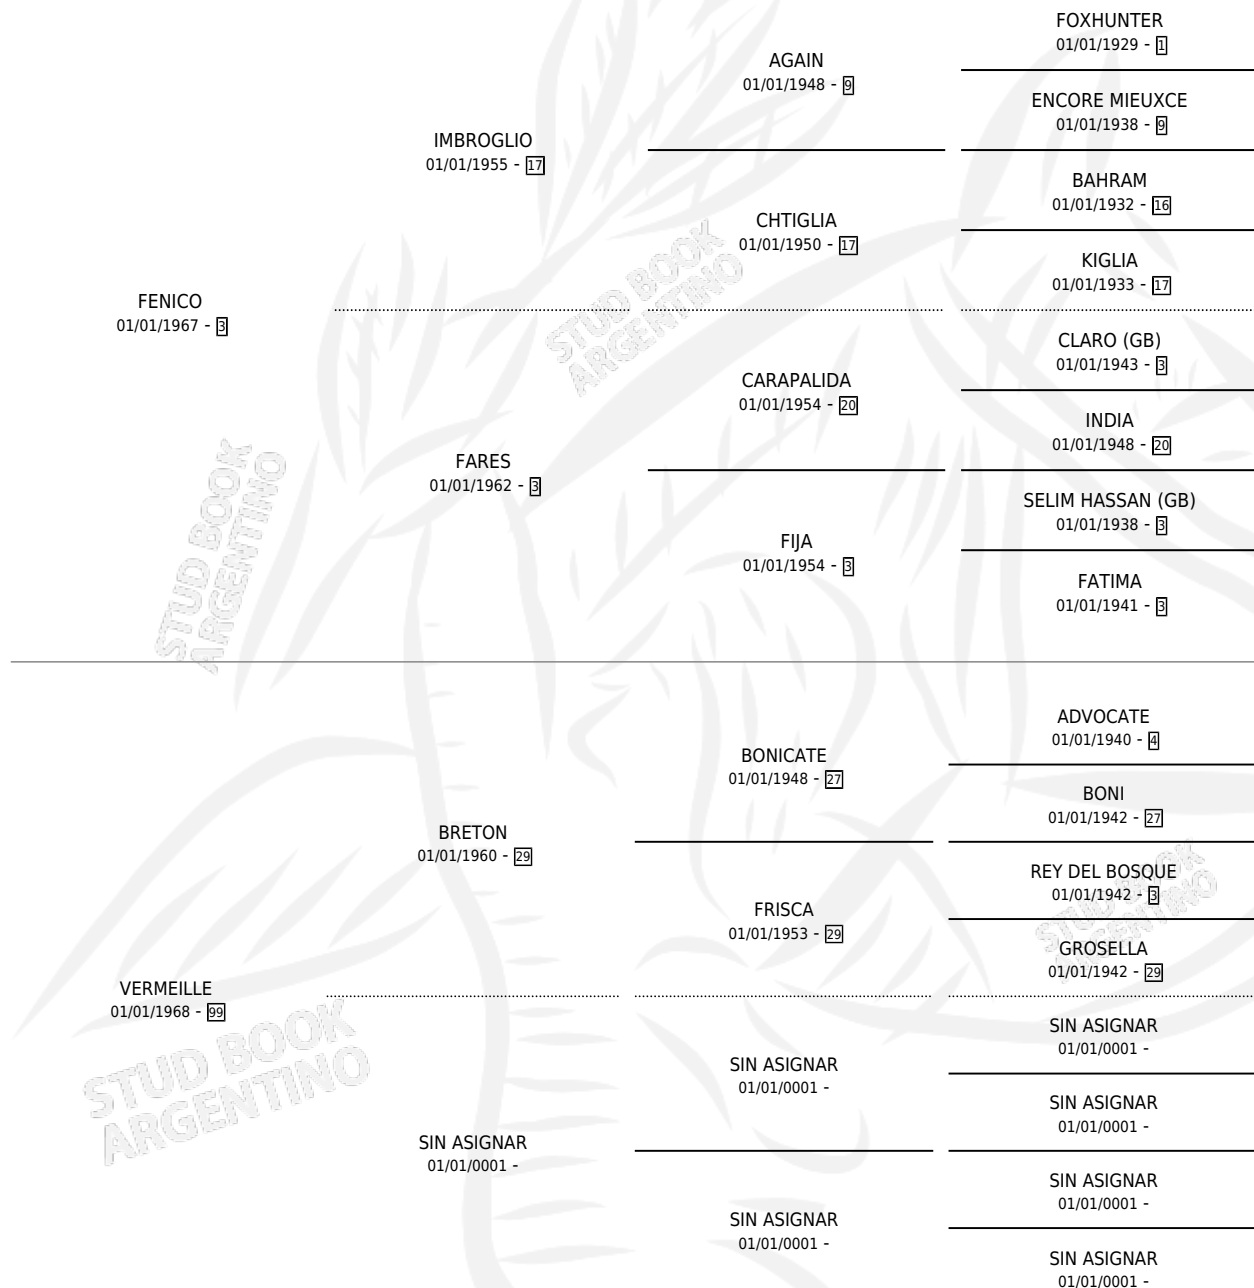 FOXHUNTER
01/01/1929 - 1
AGAIN
01/01/1948 - 9
ENCORE MIEUXCE
01/01/1938 - 9
IMBROGLIO
01/01/1955 - 17
BAHRAM
01/01/1932 - 16
CHTIGLIA
01/01/1950 - 17
KIGLIA
01/01/1933 - 17
FENICO
01/01/1967 - 3
CLARO (GB)
01/01/1943 - 3
CARAPALIDA
01/01/1954 - 20
INDIA
01/01/1948 - 20
FARES
01/01/1962 - 3
SELIM HASSAN (GB)
01/01/1938 - 3
FIJA
01/01/1954 - 3
FATIMA
01/01/1941 - 3
STUD BOOK
ARGENTINO
STUD BOOK
ARGENTINO
ADVOCATE
01/01/1940 - 4
BONICATE
01/01/1948 - 27
BONI
01/01/1942 - 27
BRETON
01/01/1960 - 29
REY DEL BOSQUE
01/01/1942 - 3
FRISCA
01/01/1953 - 29
GROSELLA
01/01/1942 - 29
VERMEILLE
01/01/1968 - 99
SIN ASIGNAR
01/01/0001 -
SIN ASIGNAR
01/01/0001 -
SIN ASIGNAR
01/01/0001 -
SIN ASIGNAR
01/01/0001 -
SIN ASIGNAR
01/01/0001 -
SIN ASIGNAR
01/01/0001 -
SIN ASIGNAR
01/01/0001 -
STUD BOOK
ARGENTINO
STUD BOOK
ARGENTINO